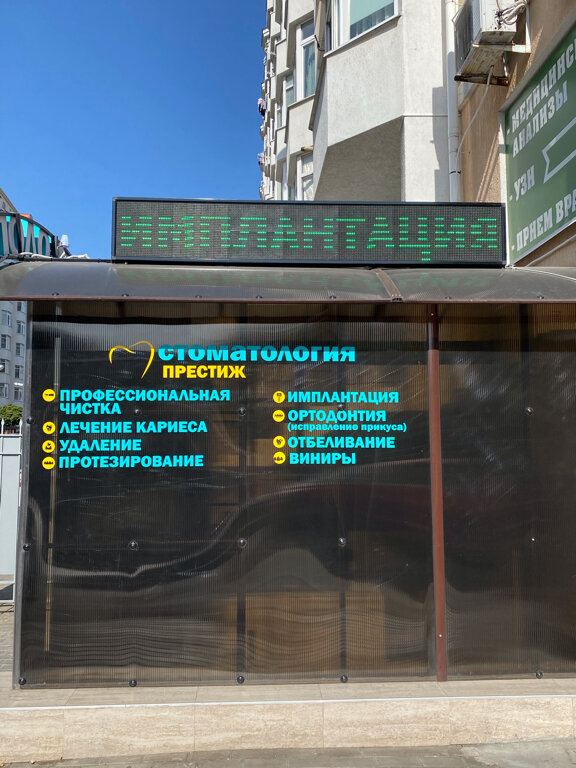 ИМПЛАНТАЦИЯ
МЕДИЦИНС
АНАЛИЗЫ
- УЗИ
- ПРИЕМ ВРА
СТОМАТОЛОГИЯ
ПРЕСТИЖ
ПРОФЕССИОНАЛЬНАЯ
ЧИСТКА
ЛЕЧЕНИЕ КАРИЕСА
УДАЛЕНИЕ
ПРОТЕЗИРОВАНИЕ
ИМПЛАНТАЦИЯ
ОРТОДОНТИЯ
(исправление прикуса)
ОТБЕЛИВАНИЕ
ВИНИРЫ